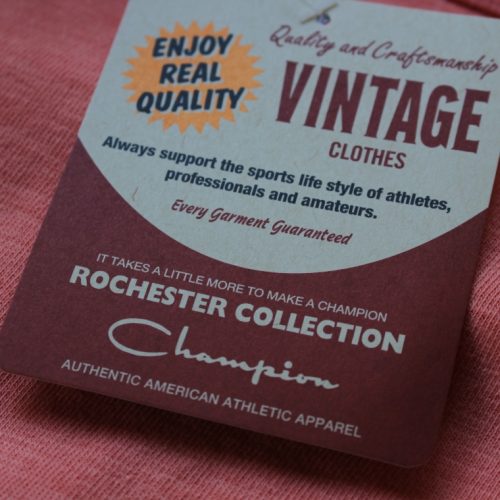 ENJOY
REAL
QUALITY
Quality and Craftsmanship
VINTAGE
CLOTHES
Always support the sports life style of athletes,
professionals and amateurs.
Every Garment Guaranteed
IT TAKES A LITTLE MORE TO MAKE A CHAMPION
ROCHESTER COLLECTION
Champion
AUTHENTIC AMERICAN ATHLETIC APPAREL